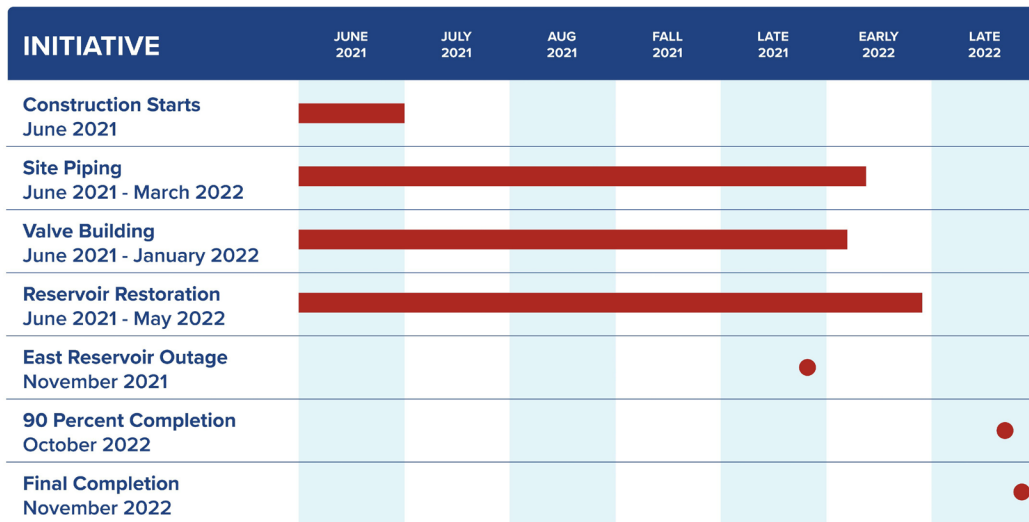 INITIATIVE
JUNE
2021
JULY
2021
AUG
2021
FALL
2021
LATE
2021
EARLY
2022
LATE
2022
Construction Starts
June 2021
Site Piping
June 2021 - March 2022
Valve Building
June 2021 - January 2022
Reservoir Restoration
June 2021 - May 2022
East Reservoir Outage
November 2021
90 Percent Completion
October 2022
Final Completion
November 2022